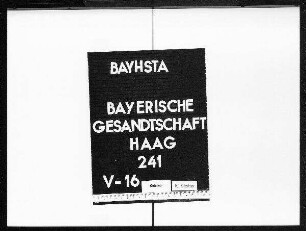 BAYHSTA
BAYERISCHE
GESANDTSCHAFT
HAAG
241
V-16